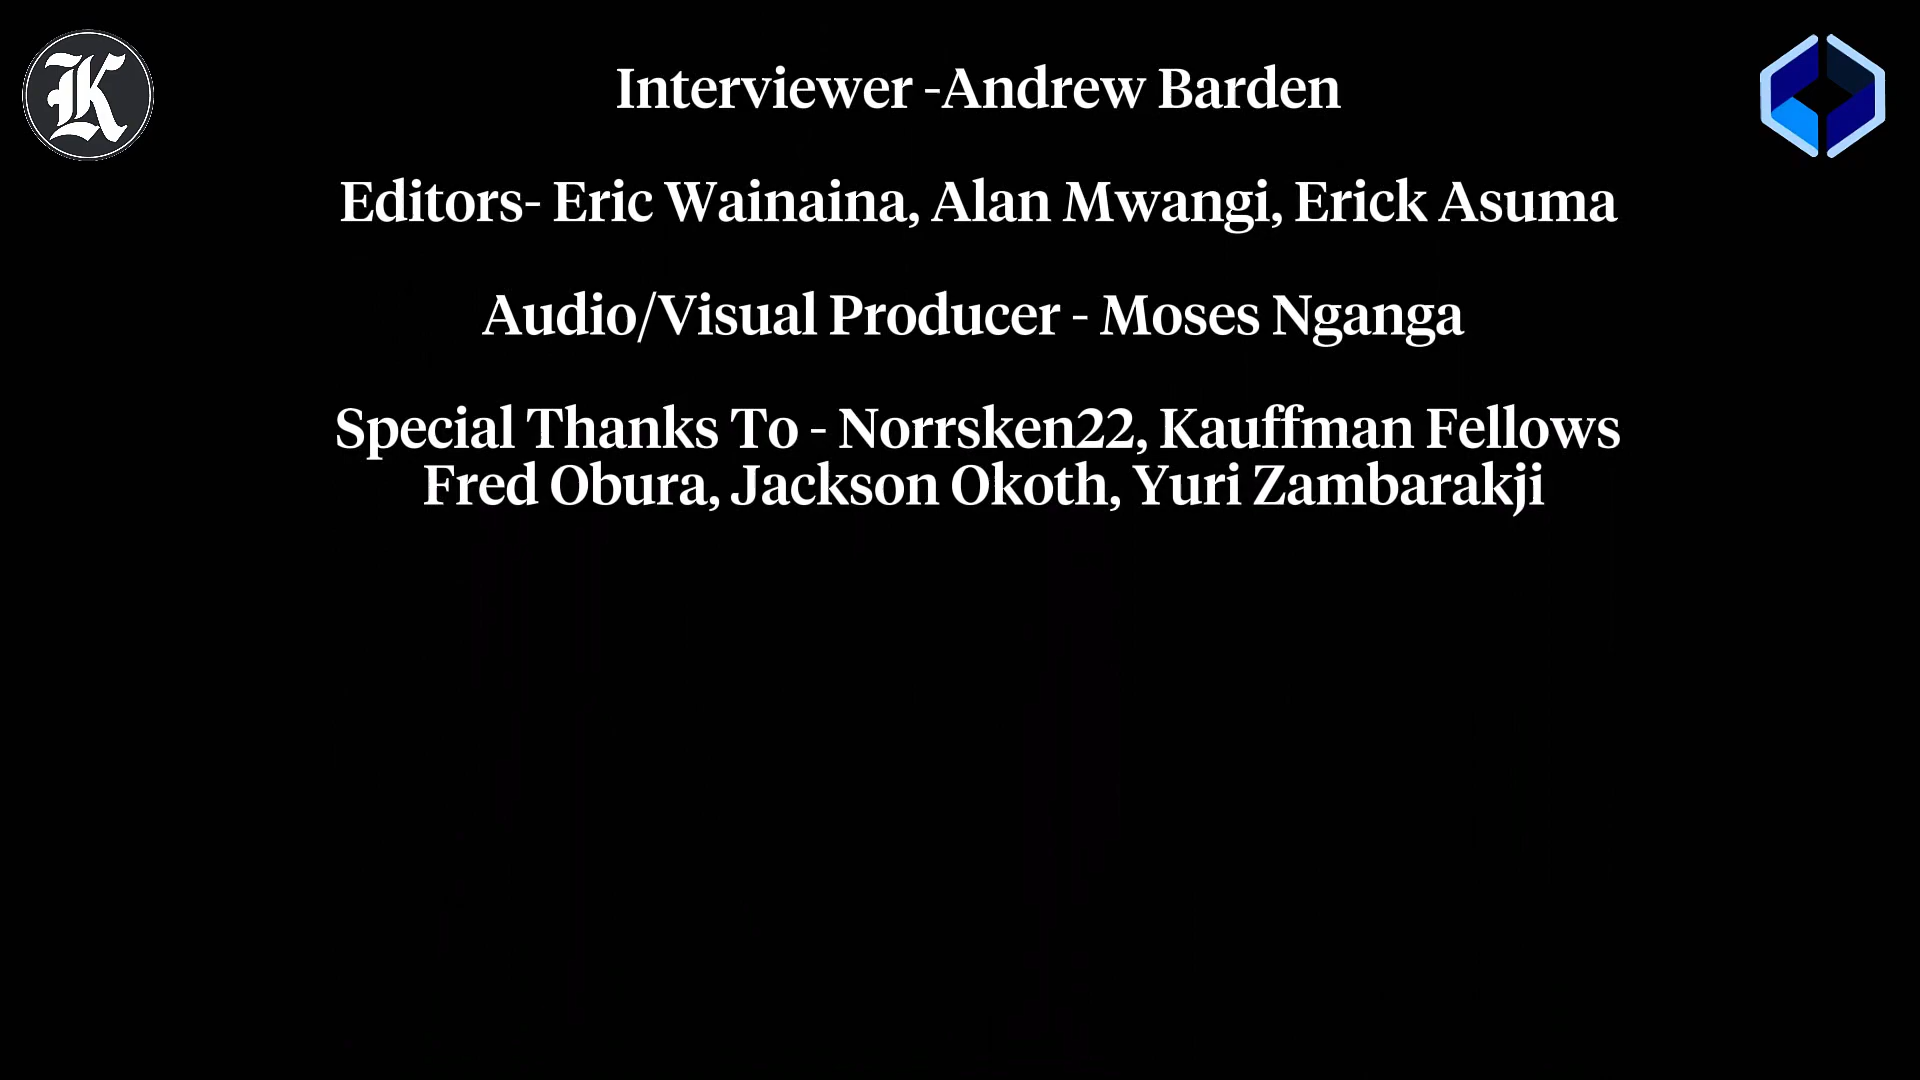 K
Interviewer -Andrew Barden
Editors- Eric Wainaina, Alan Mwangi, Erick Asuma
Audio/Visual Producer - Moses Nganga
Special Thanks To - Norrsken22, Kauffman Fellows
Fred Obura, Jackson Okoth, Yuri Zambarakji